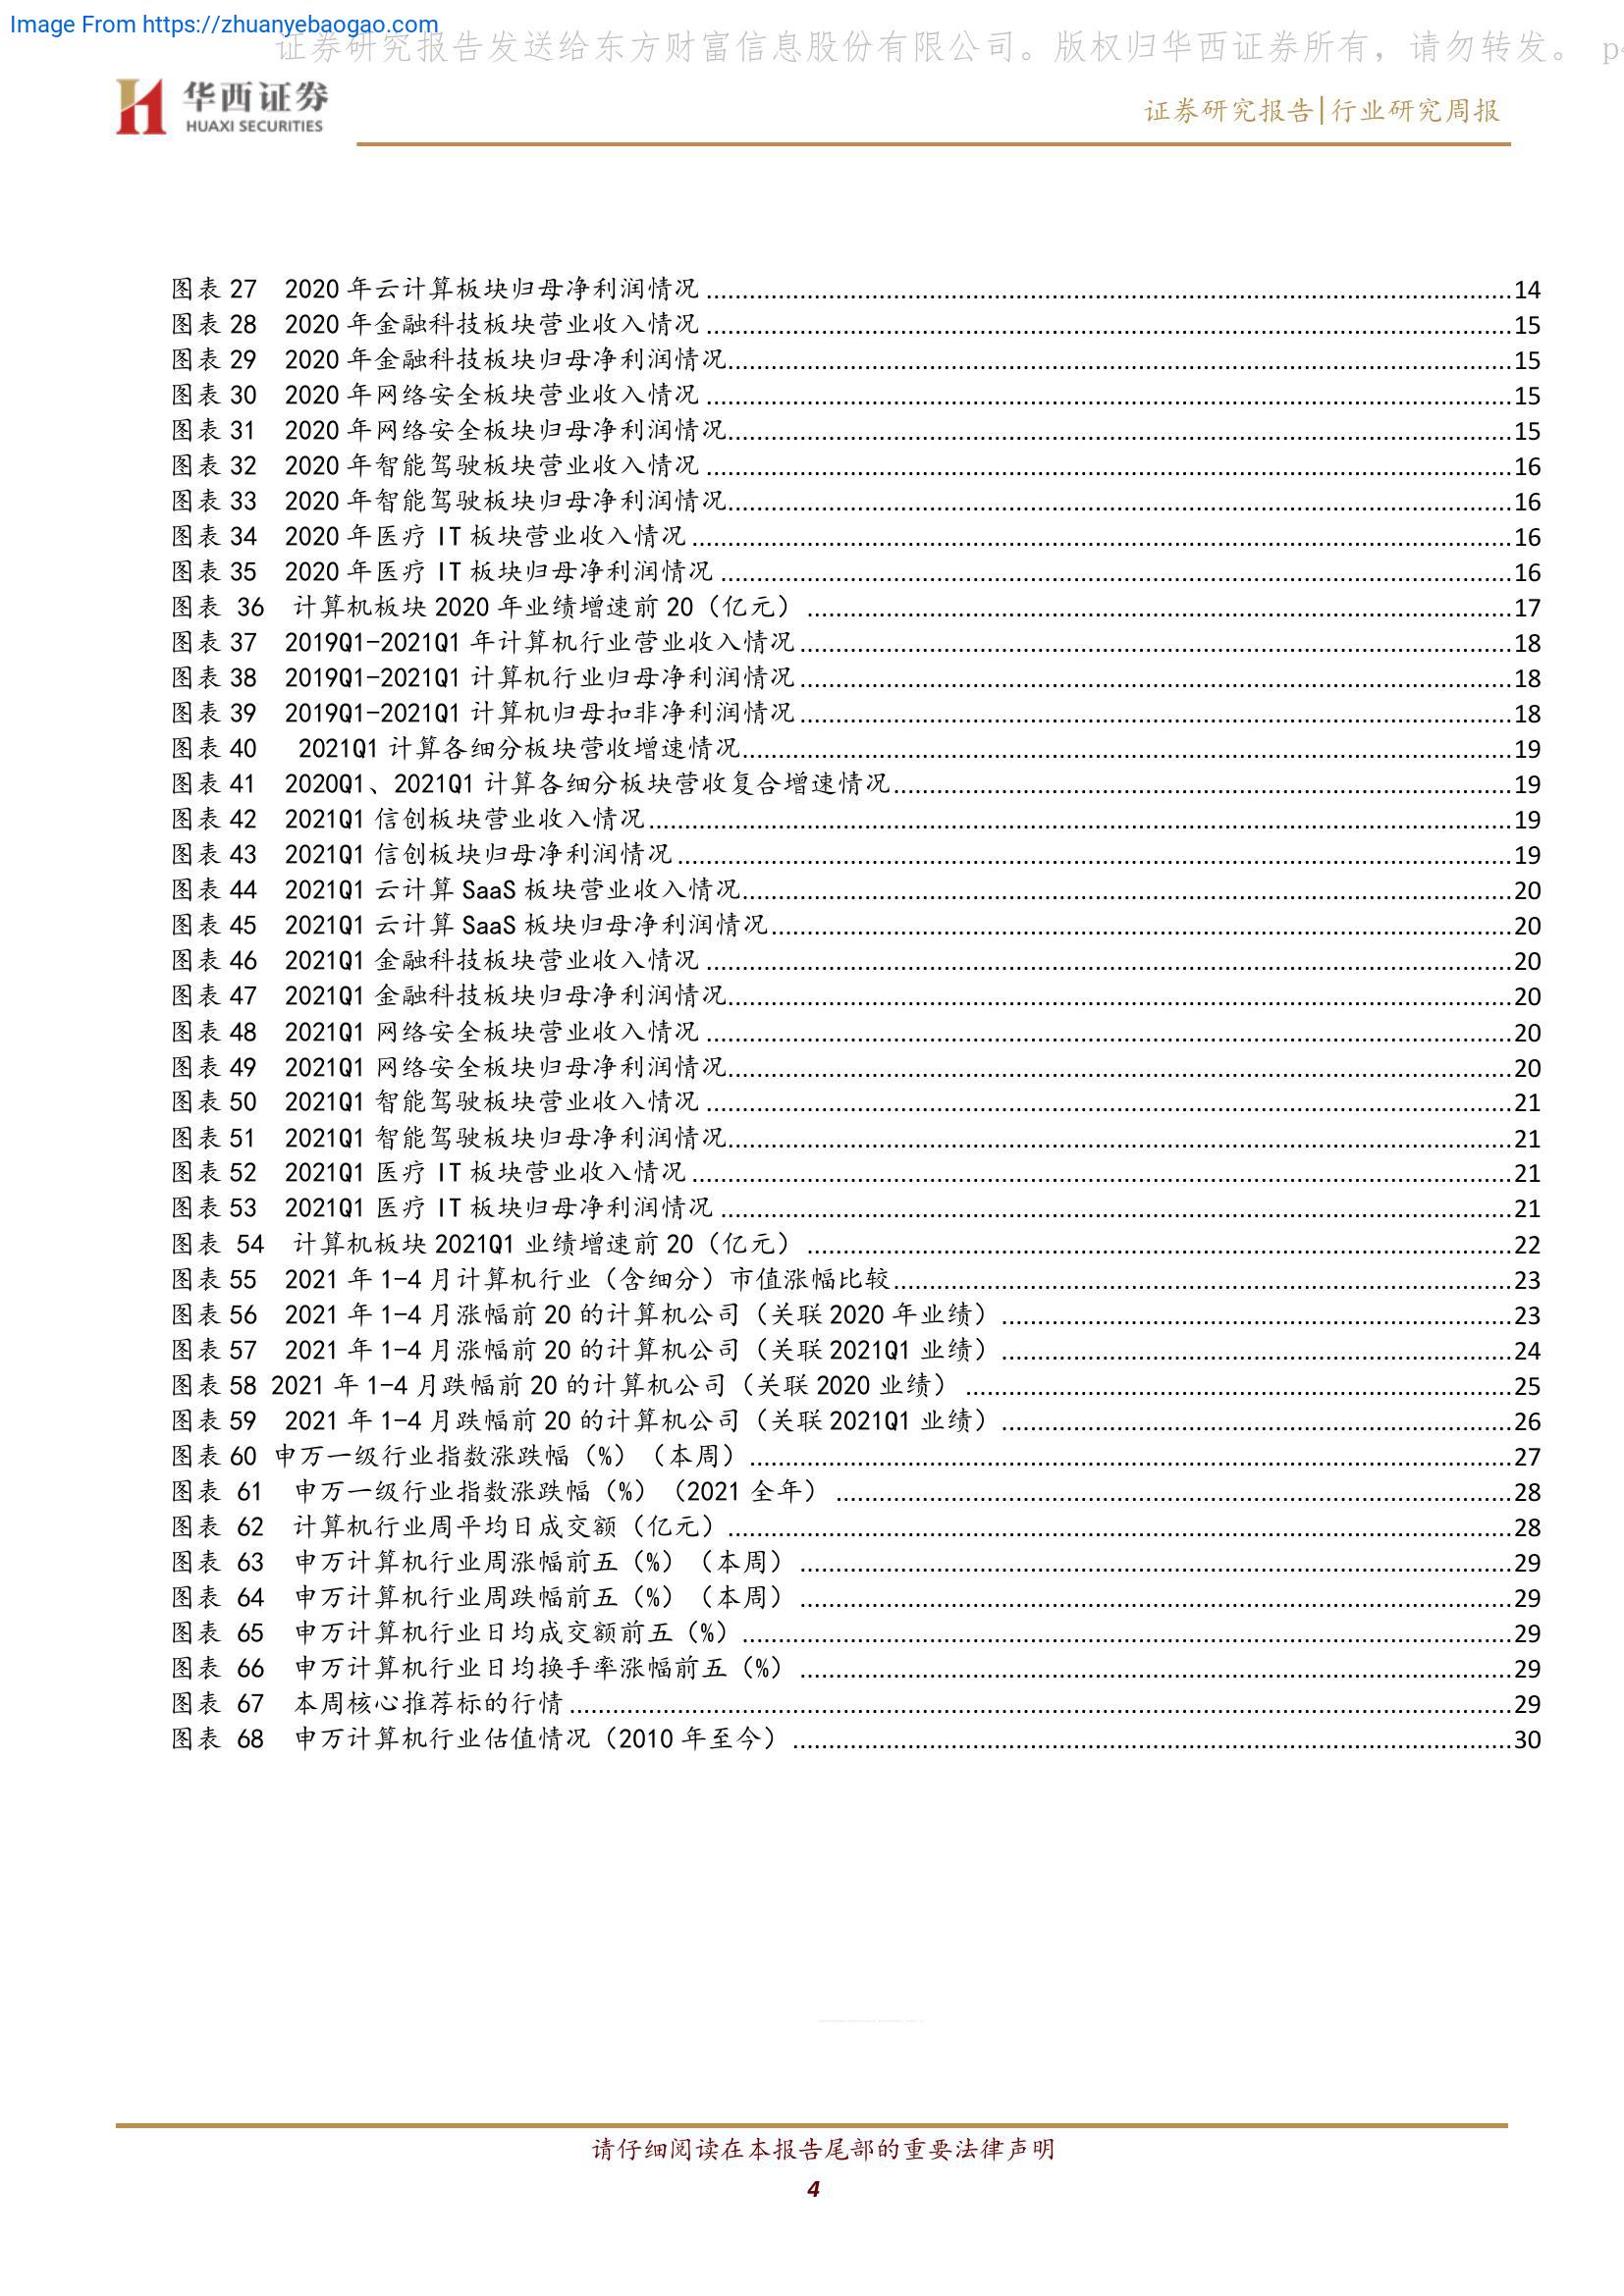 Image From https://zhuanyebaogao.com
证券研究报告发送给东方财富信息股份有限公司。版权归华西证券所有，请勿转发。 p4
华西证券
HUAXI SECURITIES
证券研究报告|行业研究周报
图表 27 2020 年云计算板块归母净利润情况 ........ 14
图表 28 2020 年金融科技板块营业收入情况 ........ 15
图表 29 2020 年金融科技板块归母净利润情况 ........ 15
图表 30 2020 年网络安全板块营业收入情况 ........ 15
图表 31 2020 年网络安全板块归母净利润情况 ........ 15
图表 32 2020 年智能驾驶板块营业收入情况 ........ 16
图表 33 2020 年智能驾驶板块归母净利润情况 ........ 16
图表 34 2020 年医疗 IT 板块营业收入情况 ........ 16
图表 35 2020 年医疗 IT 板块归母净利润情况 ........ 16
图表 36 计算机板块 2020 年业绩增速前 20（亿元） ........ 17
图表 37 2019Q1-2021Q1 年计算机行业营业收入情况 ........ 18
图表 38 2019Q1-2021Q1 计算机行业归母净利润情况 ........ 18
图表 39 2019Q1-2021Q1 计算机归母扣非净利润情况 ........ 18
图表 40 2021Q1 计算各细分板块营收增速情况 ........ 19
图表 41 2020Q1、2021Q1 计算各细分板块营收复合增速情况 ........ 19
图表 42 2021Q1 信创板块营业收入情况 ........ 19
图表 43 2021Q1 信创板块归母净利润情况 ........ 19
图表 44 2021Q1 云计算 SaaS 板块营业收入情况 ........ 20
图表 45 2021Q1 云计算 SaaS 板块归母净利润情况 ........ 20
图表 46 2021Q1 金融科技板块营业收入情况 ........ 20
图表 47 2021Q1 金融科技板块归母净利润情况 ........ 20
图表 48 2021Q1 网络安全板块营业收入情况 ........ 20
图表 49 2021Q1 网络安全板块归母净利润情况 ........ 20
图表 50 2021Q1 智能驾驶板块营业收入情况 ........ 21
图表 51 2021Q1 智能驾驶板块归母净利润情况 ........ 21
图表 52 2021Q1 医疗 IT 板块营业收入情况 ........ 21
图表 53 2021Q1 医疗 IT 板块归母净利润情况 ........ 21
图表 54 计算机板块 2021Q1 业绩增速前 20（亿元） ........ 22
图表 55 2021 年 1-4 月计算机行业（含细分）市值涨幅比较 ........ 23
图表 56 2021 年 1-4 月涨幅前 20 的计算机公司（关联 2020 年业绩） ........ 23
图表 57 2021 年 1-4 月涨幅前 20 的计算机公司（关联 2021Q1 业绩） ........ 24
图表 58 2021 年 1-4 月跌幅前 20 的计算机公司（关联 2020 业绩） ........ 25
图表 59 2021 年 1-4 月跌幅前 20 的计算机公司（关联 2021Q1 业绩） ........ 26
图表 60 申万一级行业指数涨跌幅（%）（本周） ........ 27
图表 61 申万一级行业指数涨跌幅（%）（2021 全年） ........ 28
图表 62 计算机行业周平均日成交额（亿元） ........ 28
图表 63 申万计算机行业周涨幅前五（%）（本周） ........ 29
图表 64 申万计算机行业周跌幅前五（%）（本周） ........ 29
图表 65 申万计算机行业日均成交额前五（%） ........ 29
图表 66 申万计算机行业日均换手率涨幅前五（%） ........ 29
图表 67 本周核心推荐标的行情 ........ 29
图表 68 申万计算机行业估值情况（2010 年至今） ........ 30
请仔细阅读在本报告尾部的重要法律声明
4